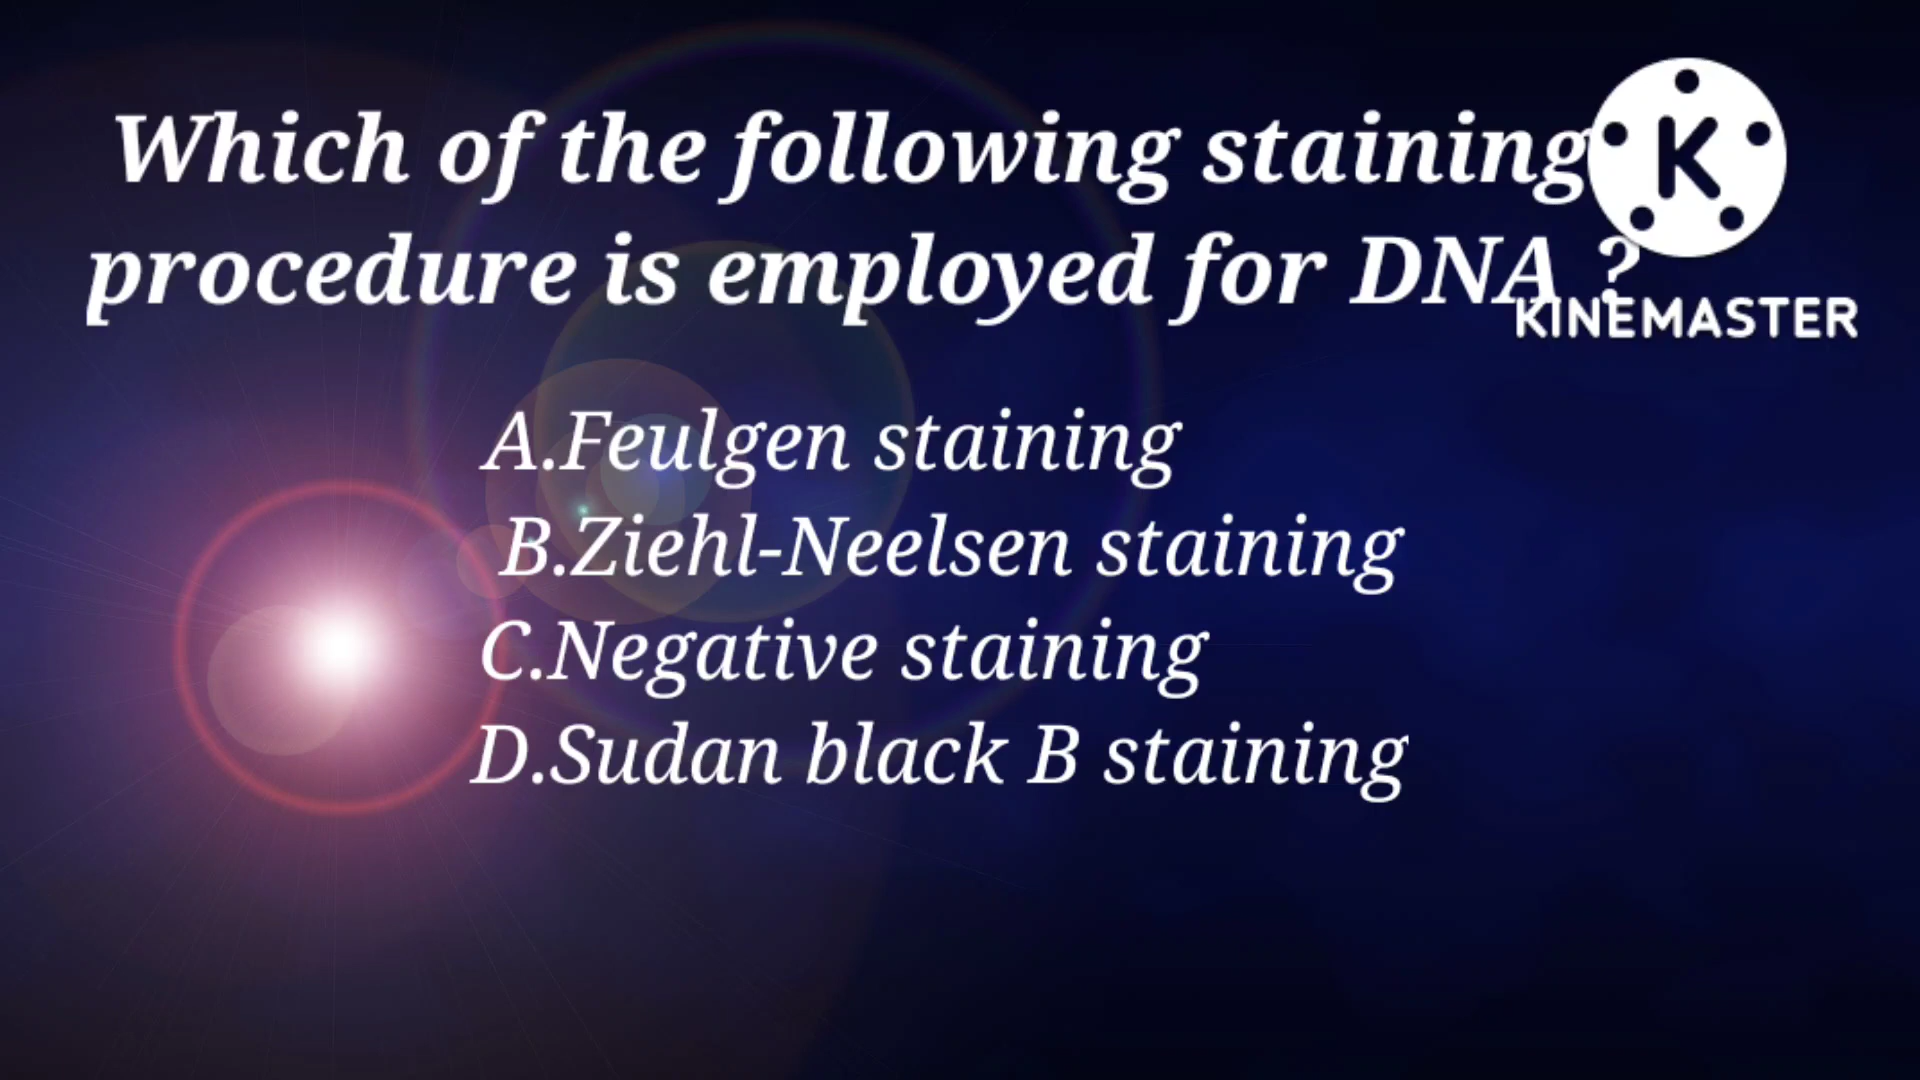 Which of the following staining
procedure is employed for DNA ?
K
KINEMASTER
A.Feulgen staining
B.Ziehl-Neelsen staining
C.Negative staining
D.Sudan black B staining